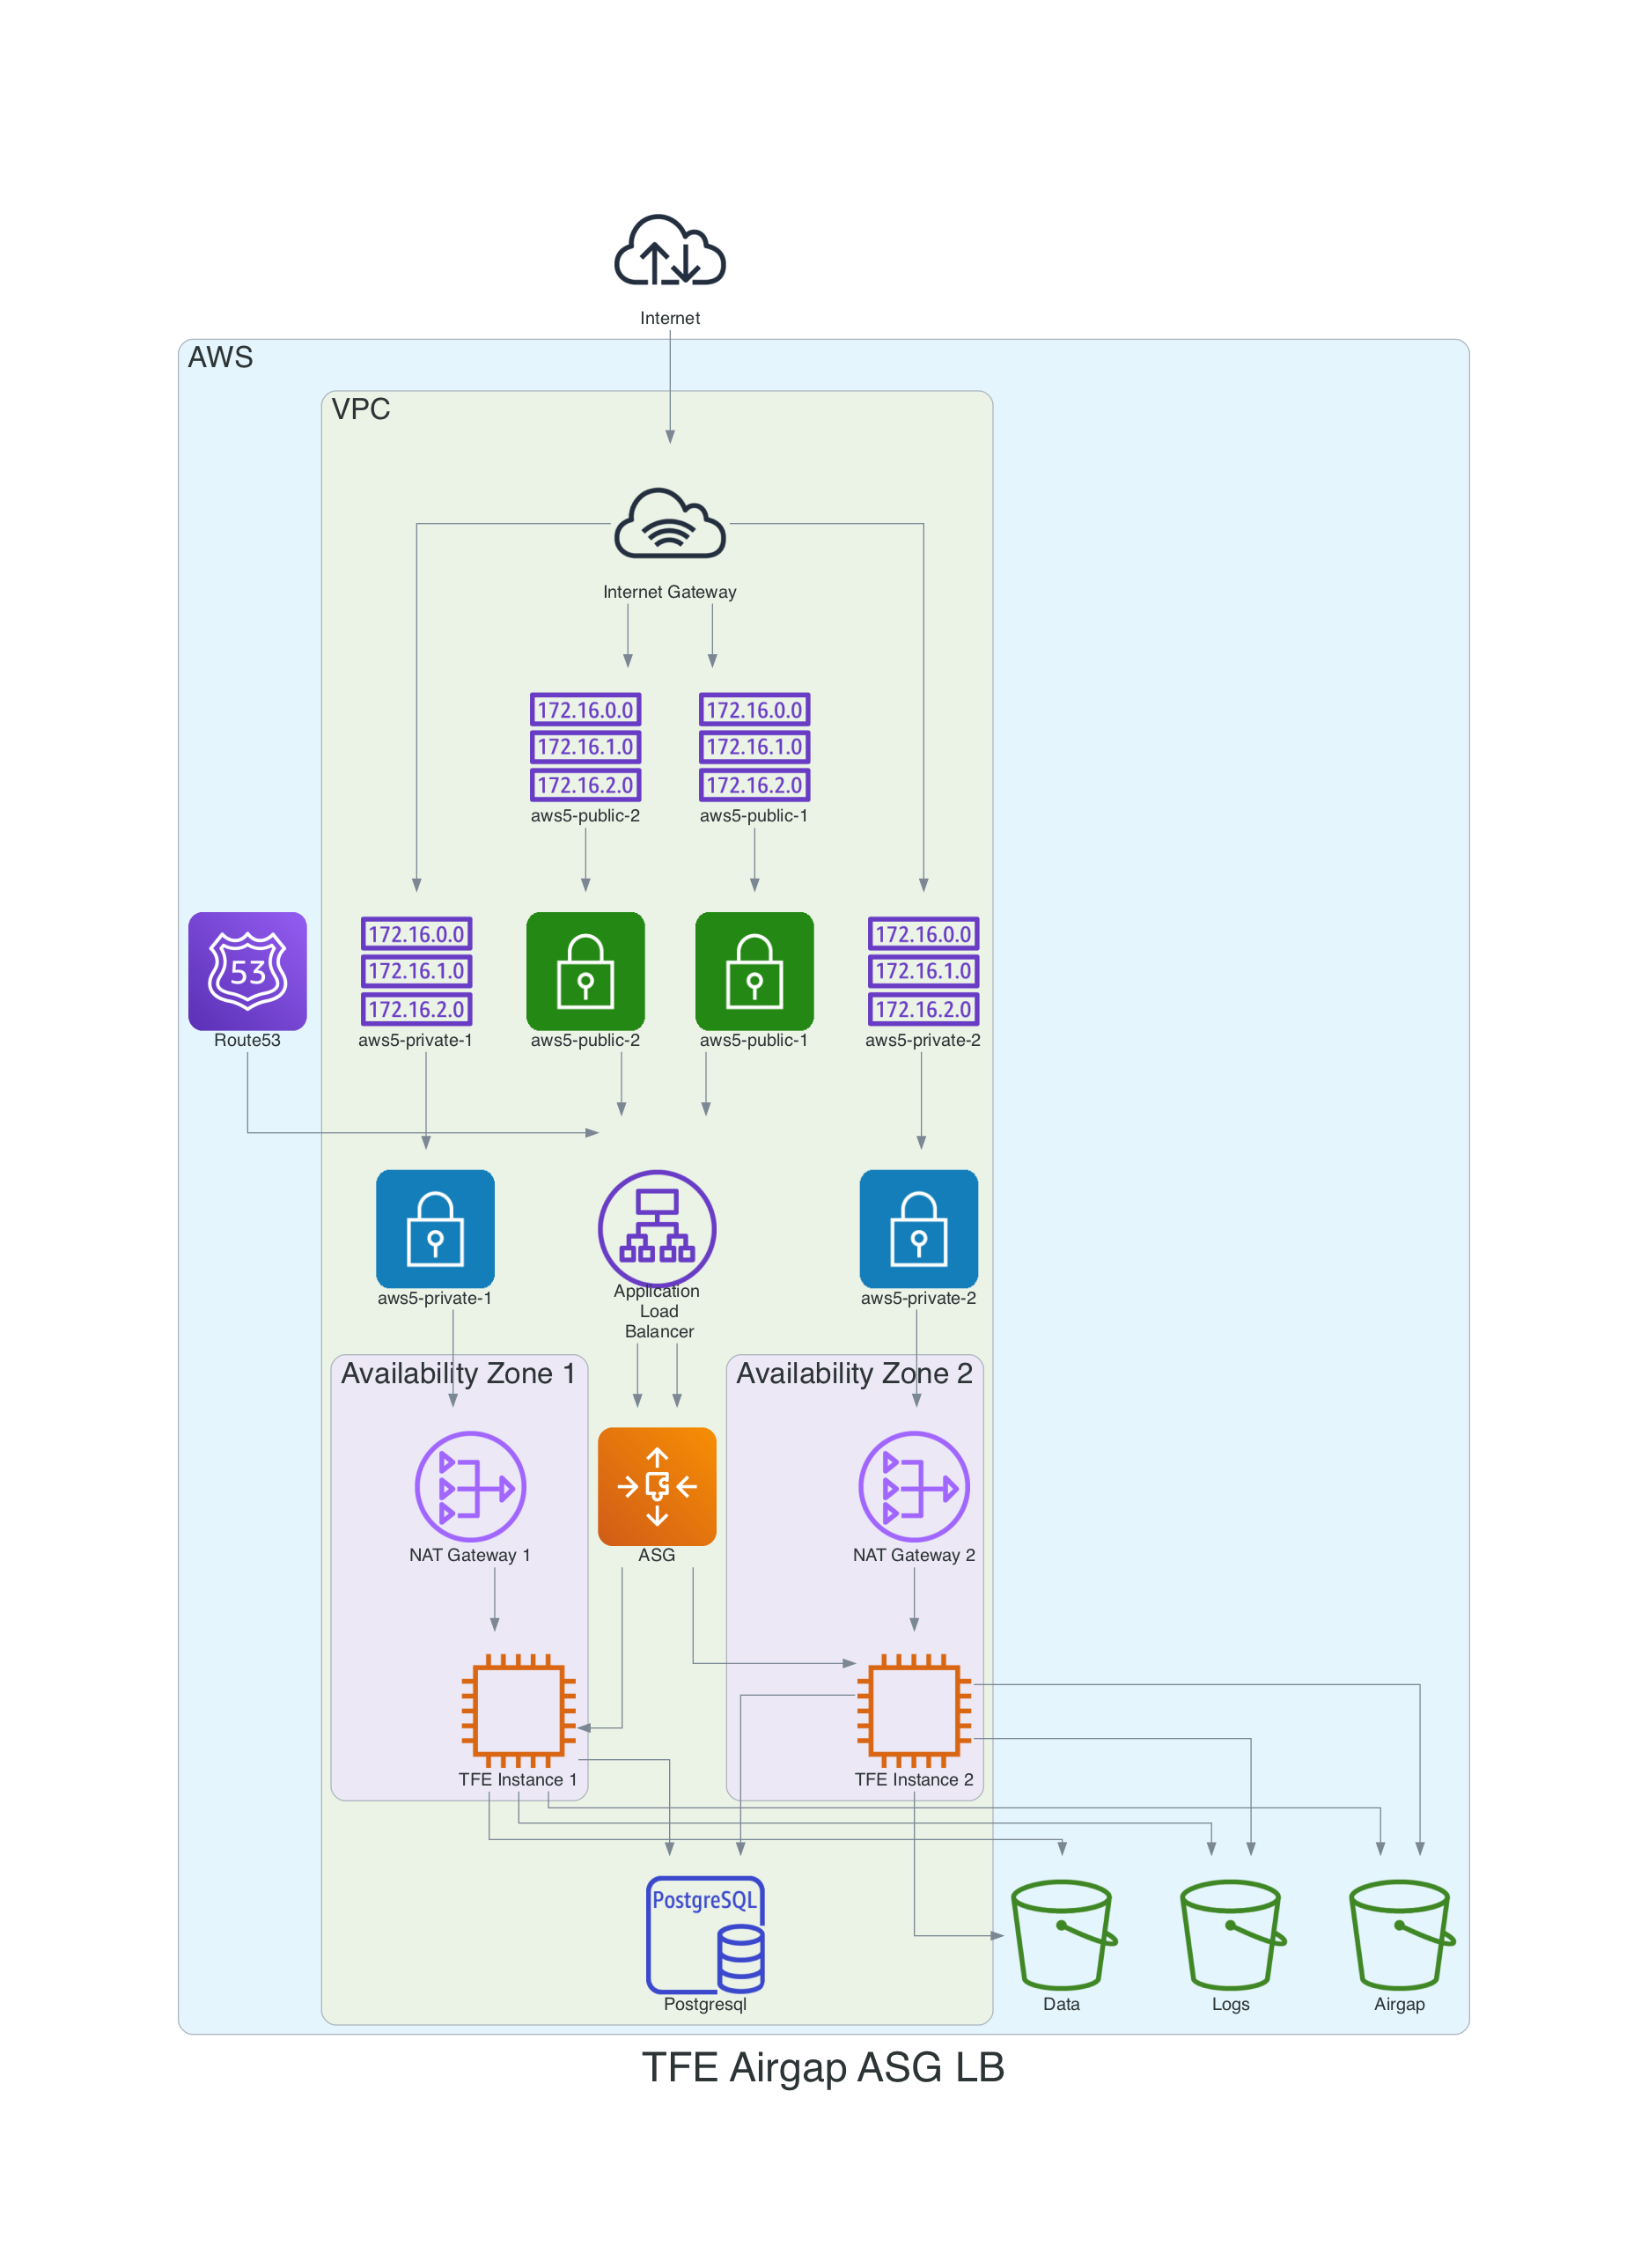 Internet
AWS
VPC
Internet Gateway
172.16.0.0
172.16.1.0
172.16.2.0
aws5-public-2
172.16.0.0
172.16.1.0
172.16.2.0
aws5-public-1
53
Route53
172.16.0.0
172.16.1.0
172.16.2.0
aws5-private-1
aws5-public-2
aws5-public-1
172.16.0.0
172.16.1.0
172.16.2.0
aws5-private-2
aws5-private-1
Application
Load
Balancer
aws5-private-2
Availability Zone 1
Availability Zone 2
NAT Gateway 1
ASG
NAT Gateway 2
TFE Instance 1
TFE Instance 2
PostgreSQL
Postgresql
Data
Logs
Airgap
TFE Airgap ASG LB